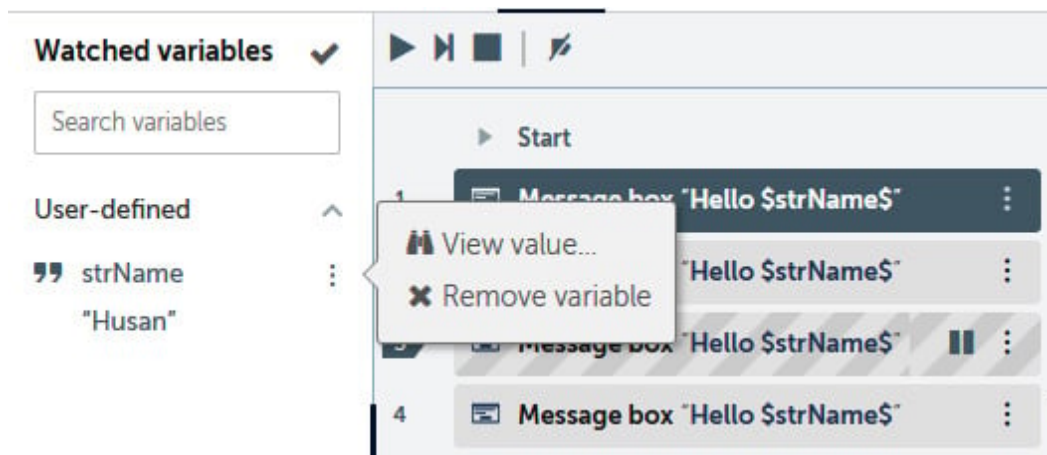 Watched variables
Search variables
User-defined
strName
"Husan"
View value...
Remove variable
Start
1 Message box "Hello $strName$"
"Hello $strName$"
3 Message box "Hello $strName$"
4 Message box "Hello $strName$"